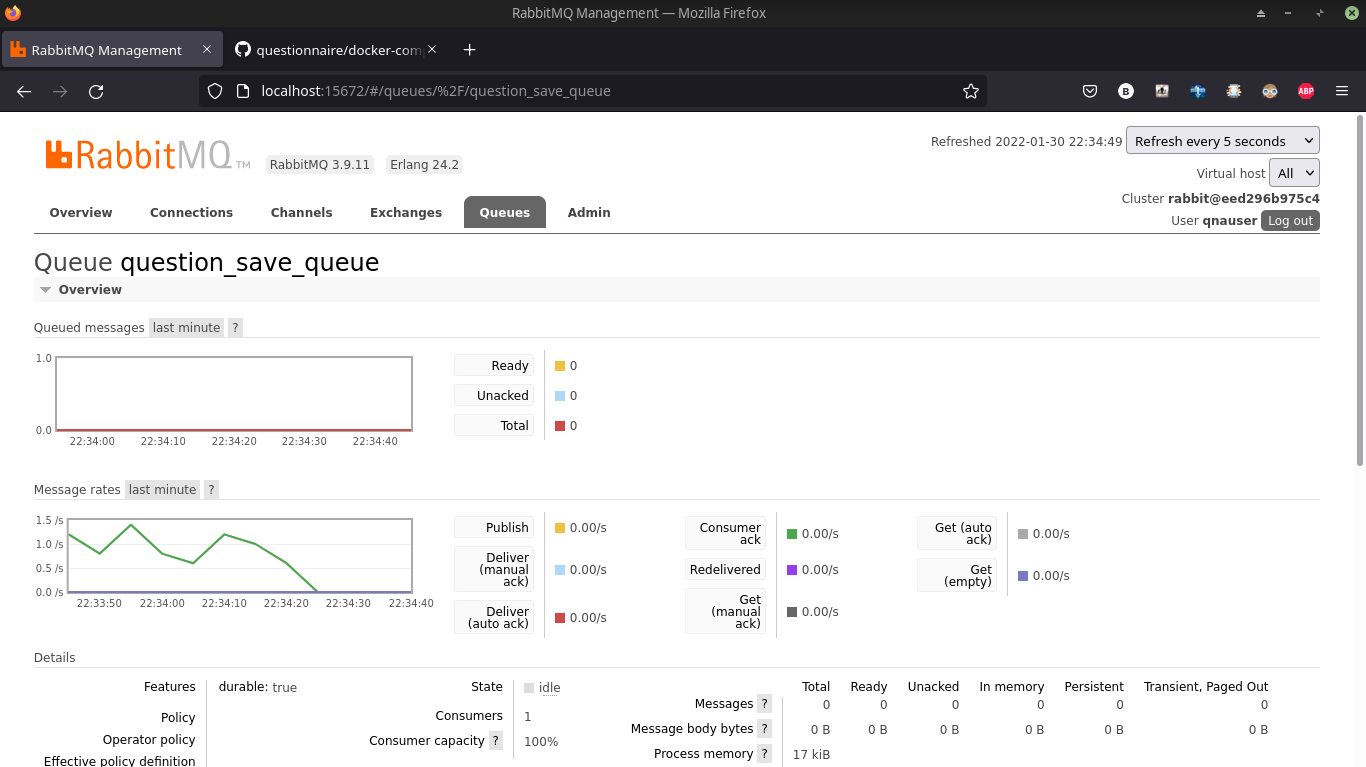 RabbitMQ Management — Mozilla Firefox
RabbitMQ Management
questionnaire/docker-com
localhost:15672/#/queues/%2F/question_save_queue
B
ABP
RabbitMQ TM
RabbitMQ 3.9.11 Erlang 24.2
Refreshed 2022-01-30 22:34:49 Refresh every 5 seconds
Virtual host All
Cluster rabbit@eed296b975c4
User qnauser Log out
Overview Connections Channels Exchanges Queues Admin
Queue question_save_queue
Overview
Queued messages last minute ?
1.0
0.0
22:34:00 22:34:10 22:34:20 22:34:30 22:34:40
Ready 0
Unacked 0
Total 0
Message rates last minute ?
1.5 /s
1.0 /s
0.5 /s
0.0 /s
22:33:50 22:34:00 22:34:10 22:34:20 22:34:30 22:34:40
Publish 0.00/s
Deliver
(manual
ack) 0.00/s
Deliver
(auto ack) 0.00/s
Consumer
ack 0.00/s
Redelivered 0.00/s
Get
(manual
ack) 0.00/s
Get (auto
ack) 0.00/s
Get
(empty) 0.00/s
Details
Features durable: true
Policy
Operator policy
Effective policy definition
State idle
Consumers 1
Consumer capacity ? 100%
Total Ready Unacked In memory Persistent Transient, Paged Out
Messages ? 0 0 0 0 0 0
Message body bytes ? 0 B 0 B 0 B 0 B 0 B 0 B
Process memory ? 17 kiB